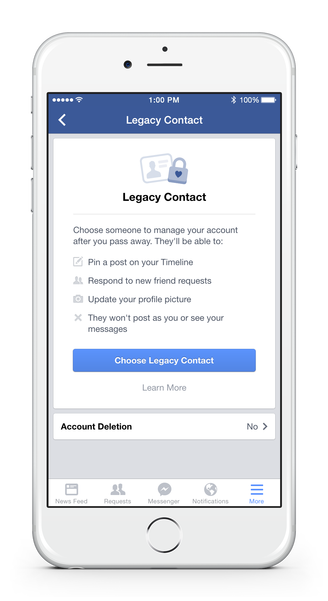 1:00 PM 100%
Legacy Contact
Legacy Contact
Choose someone to manage your account
after you pass away. They'll be able to:
Pin a post on your Timeline
Respond to new friend requests
Update your profile picture
They won't post as you or see your
messages
Choose Legacy Contact
Learn More
Account Deletion No
News Feed Requests Messenger Notifications More